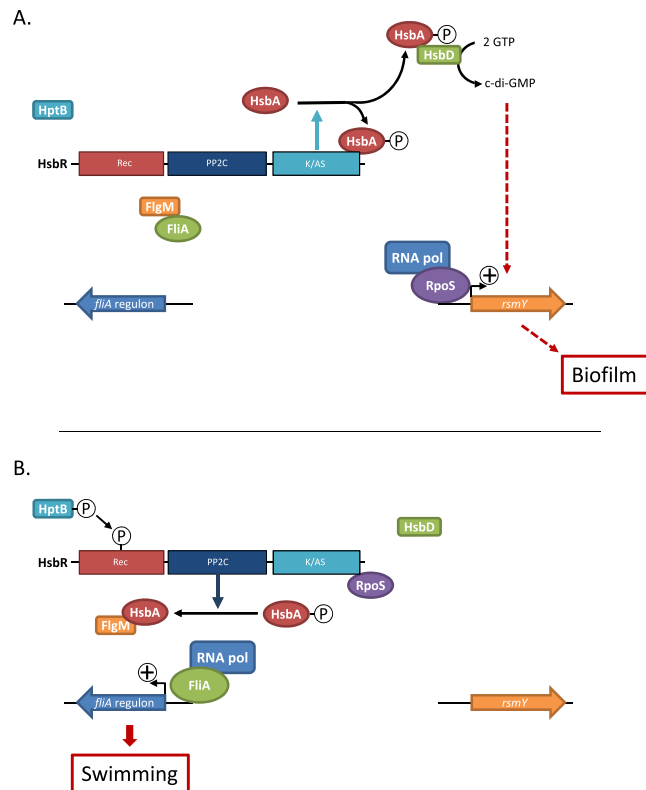 A.
HsbA
P
HsbD
2 GTP
c-di-GMP
HptB
HsbA
HsbA
P
HsbR
Rec
PP2C
K/AS
FlgM
FliA
RNA pol
RpoS
+
fliA regulon
rsmY
Biofilm
B.
HptB
P
P
HsbD
HsbR
Rec
PP2C
K/AS
RpoS
HsbA
FlgM
HsbA
P
RNA pol
+
FliA
fliA regulon
rsmY
Swimming